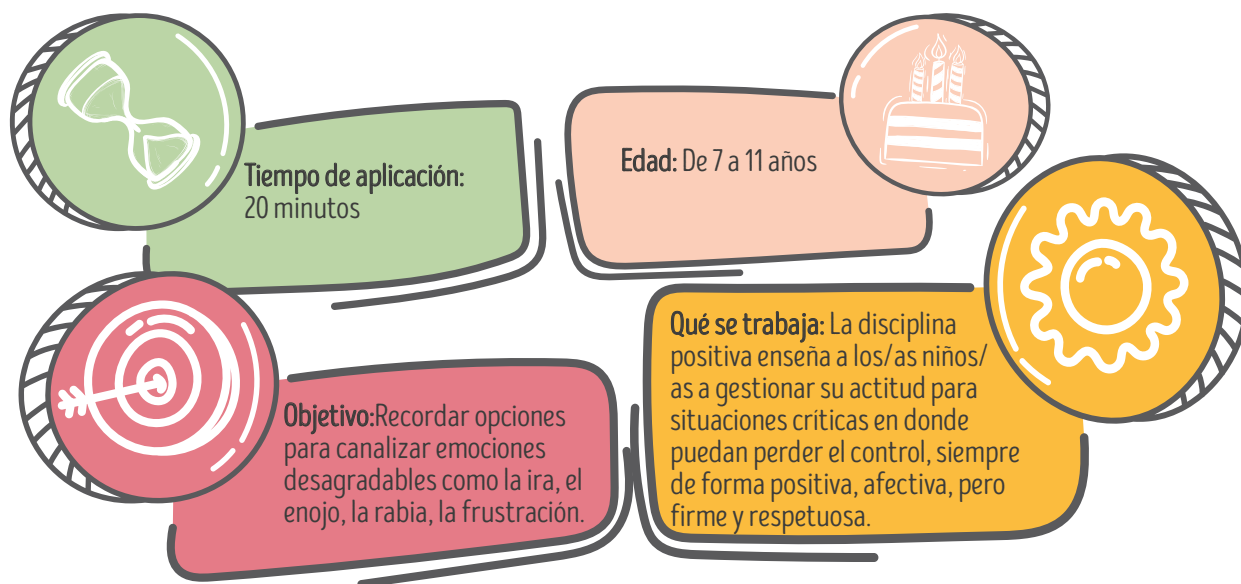 Tiempo de aplicación:
20 minutos
Edad: De 7 a 11 años
Objetivo:Recordar opciones
para canalizar emociones
desagradables como la ira, el
enojo, la rabia, la frustración.
Qué se trabaja: La disciplina
positiva enseña a los/as niños/
as a gestionar su actitud para
situaciones criticas en donde
puedan perder el control, siempre
de forma positiva, afectiva, pero
firme y respetuosa.